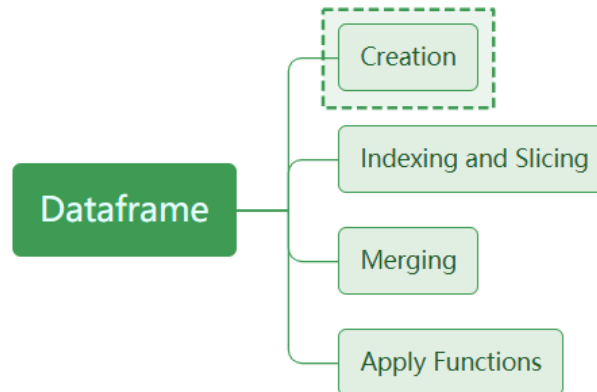 Creation
Indexing and Slicing
Dataframe
Merging
Apply Functions